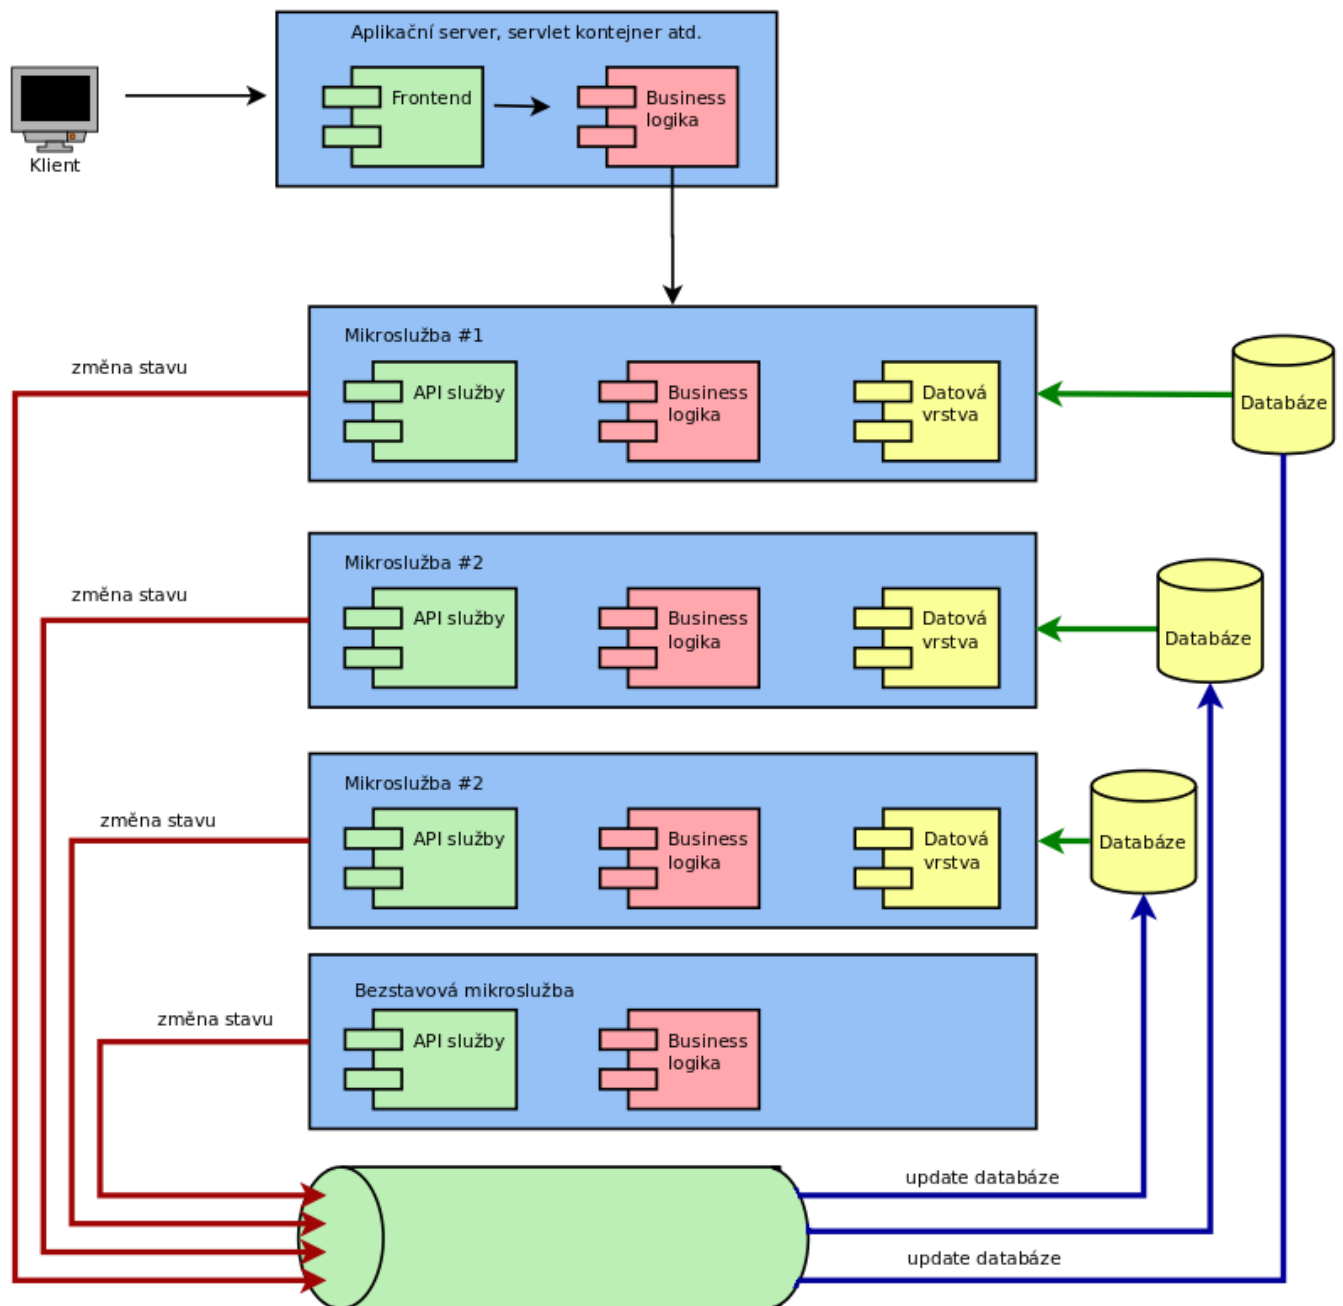 Aplikační server, servlet kontejner atd.
Frontend
Business
logika
Klient
Mikroslužba #1
změna stavu
API služby
Business
logika
Datová
vrstva
Databáze
Mikroslužba #2
změna stavu
API služby
Business
logika
Datová
vrstva
Databáze
Mikroslužba #2
změna stavu
API služby
Business
logika
Datová
vrstva
Databáze
Bezstavová mikroslužba
změna stavu
API služby
Business
logika
update databáze
update databáze